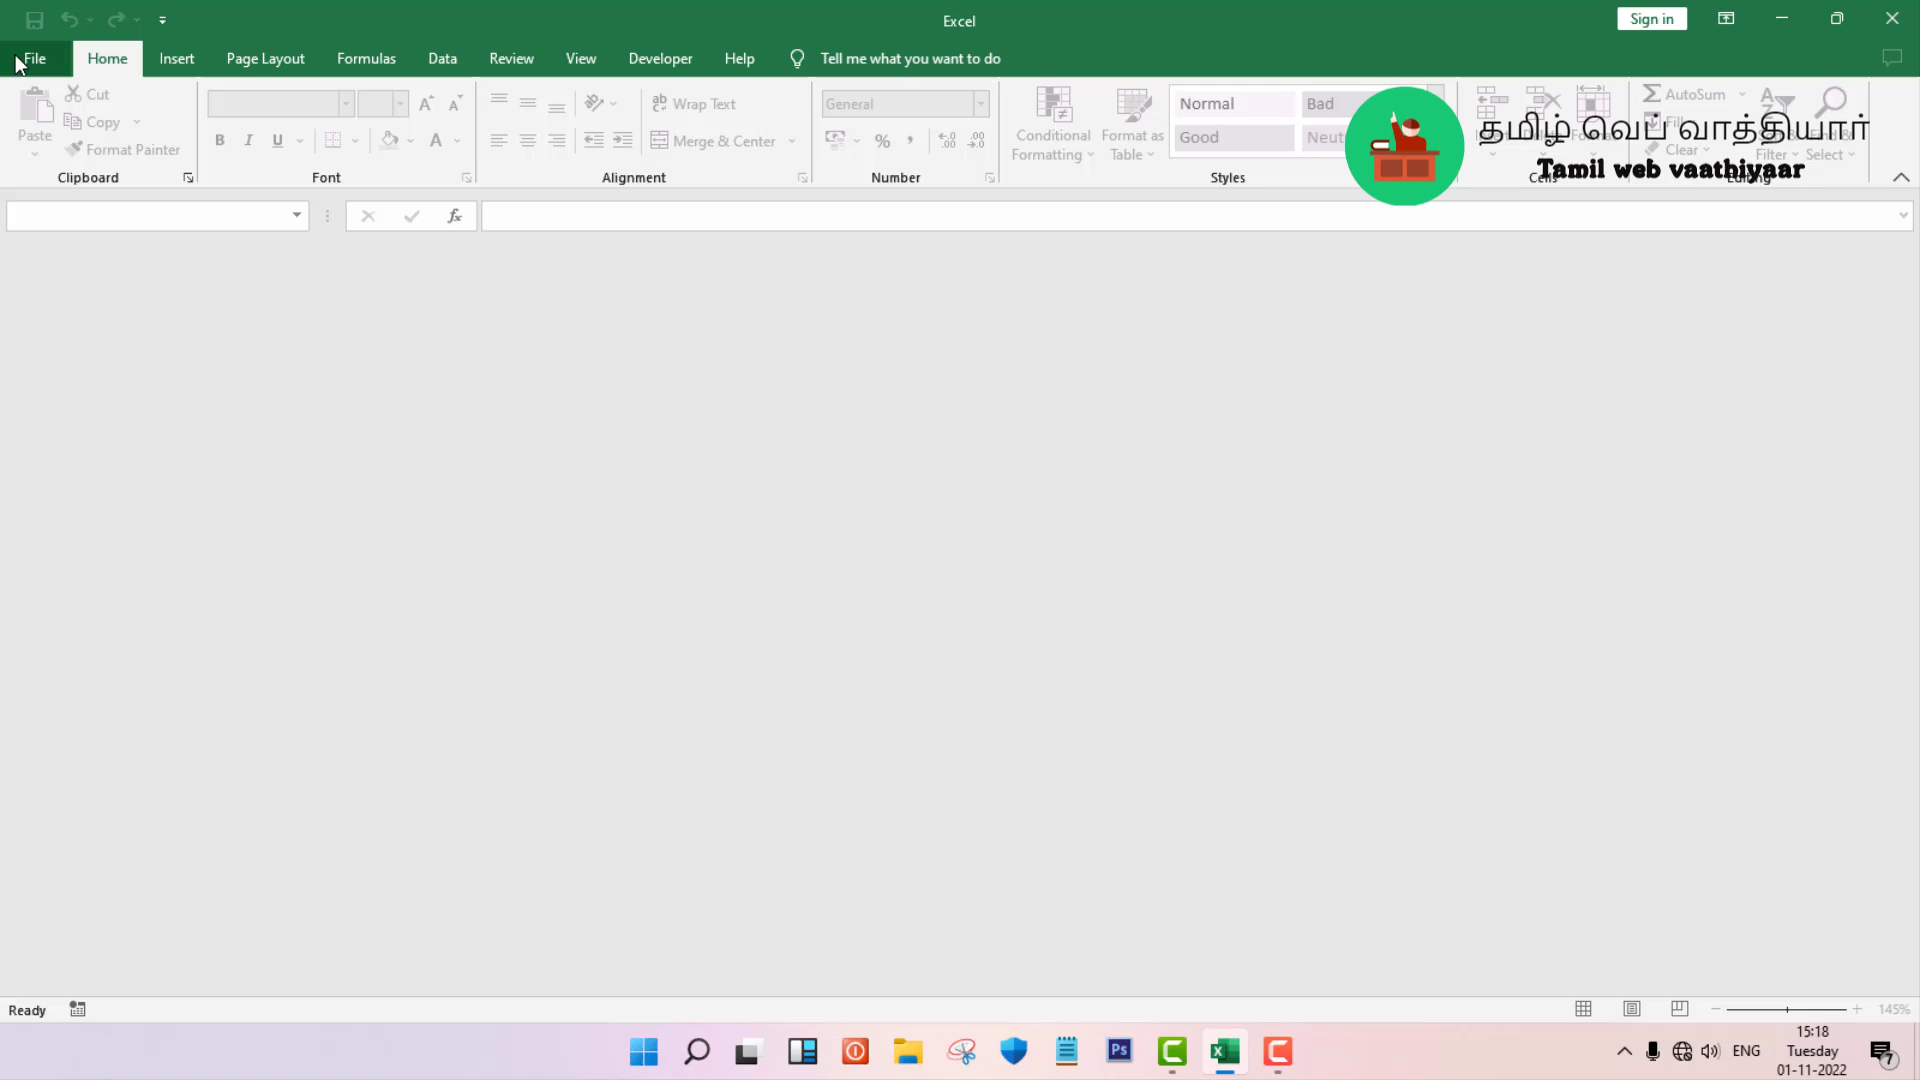 Excel
Sign in
File Home Insert Page Layout Formulas Data Review View Developer Help Tell me what you want to do
Paste
Cut
Copy
Format Painter
Clipboard
B I U
Font
Wrap Text
Merge & Center
Alignment
General
Number
Conditional
Formatting
Format as
Table
Normal Bad
Good
Styles
AutoSum
Clear
Filter Select
தமிழ் வெப் வாத்தியார்
Tamil web vaathiyaar
fx
Ready
145%
Ps
ENG
15:18
Tuesday
01-11-2022
7